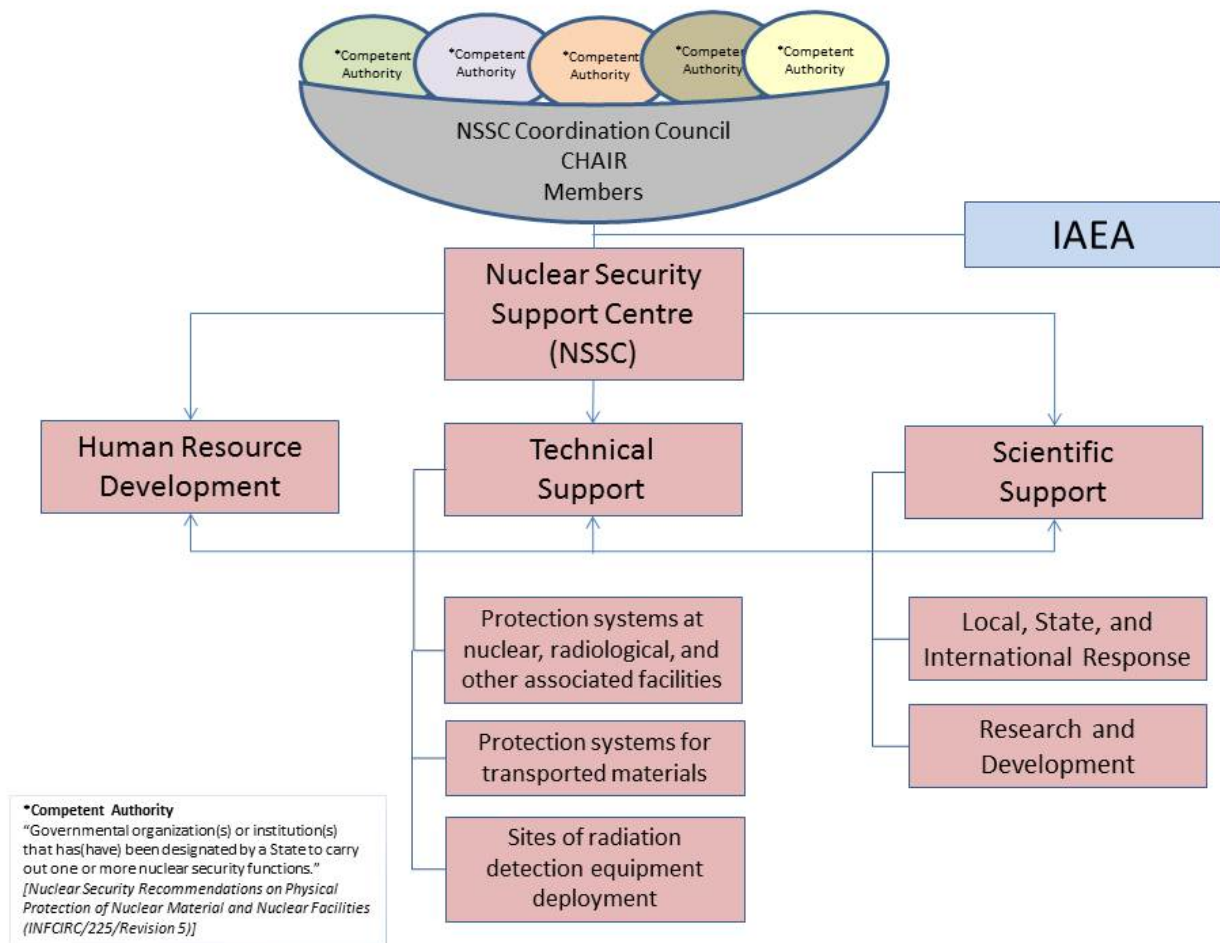 *Competent
Authority
*Competent
Authority
*Competent
Authority
*Competent
Authority
*Competent
Authority
NSSC Coordination Council
CHAIR
Members
IAEA
Nuclear Security
Support Centre
(NSSC)
Human Resource
Development
Technical
Support
Scientific
Support
Protection systems at
nuclear, radiological, and
other associated facilities
Protection systems for
transported materials
Sites of radiation
detection equipment
deployment
Local, State, and
International Response
Research and
Development
*Competent Authority
“Governmental organization(s) or institution(s)
that has(have) been designated by a State to carry
out one or more nuclear security functions.”
[Nuclear Security Recommendations on Physical
Protection of Nuclear Material and Nuclear Facilities
(INFCIRC/225/Revision 5)]